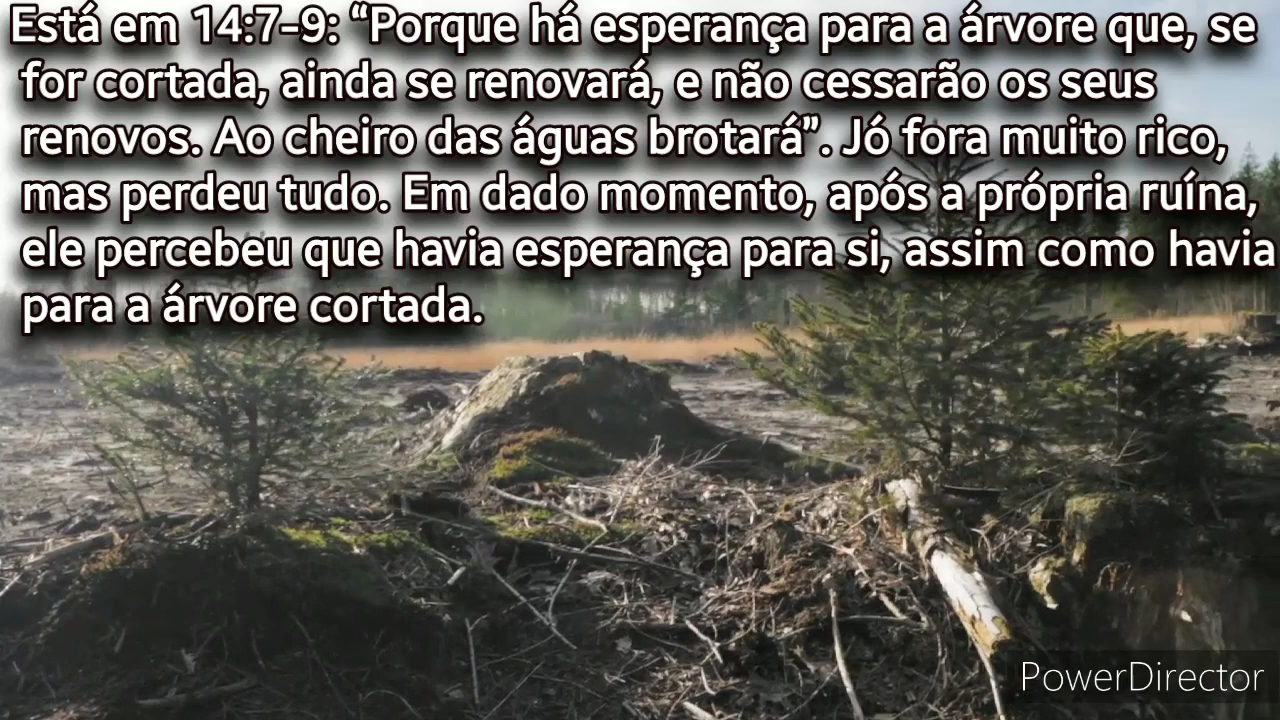 Está em 14:7-9: “Porque há esperança para a árvore que, se
for cortada, ainda se renovará, e não cessarão os seus
renovos. Ao cheiro das águas brotará”. Jó fora muito rico,
mas perdeu tudo. Em dado momento, após a própria ruína,
ele percebeu que havia esperança para si, assim como havia
para a árvore cortada.
PowerDirector